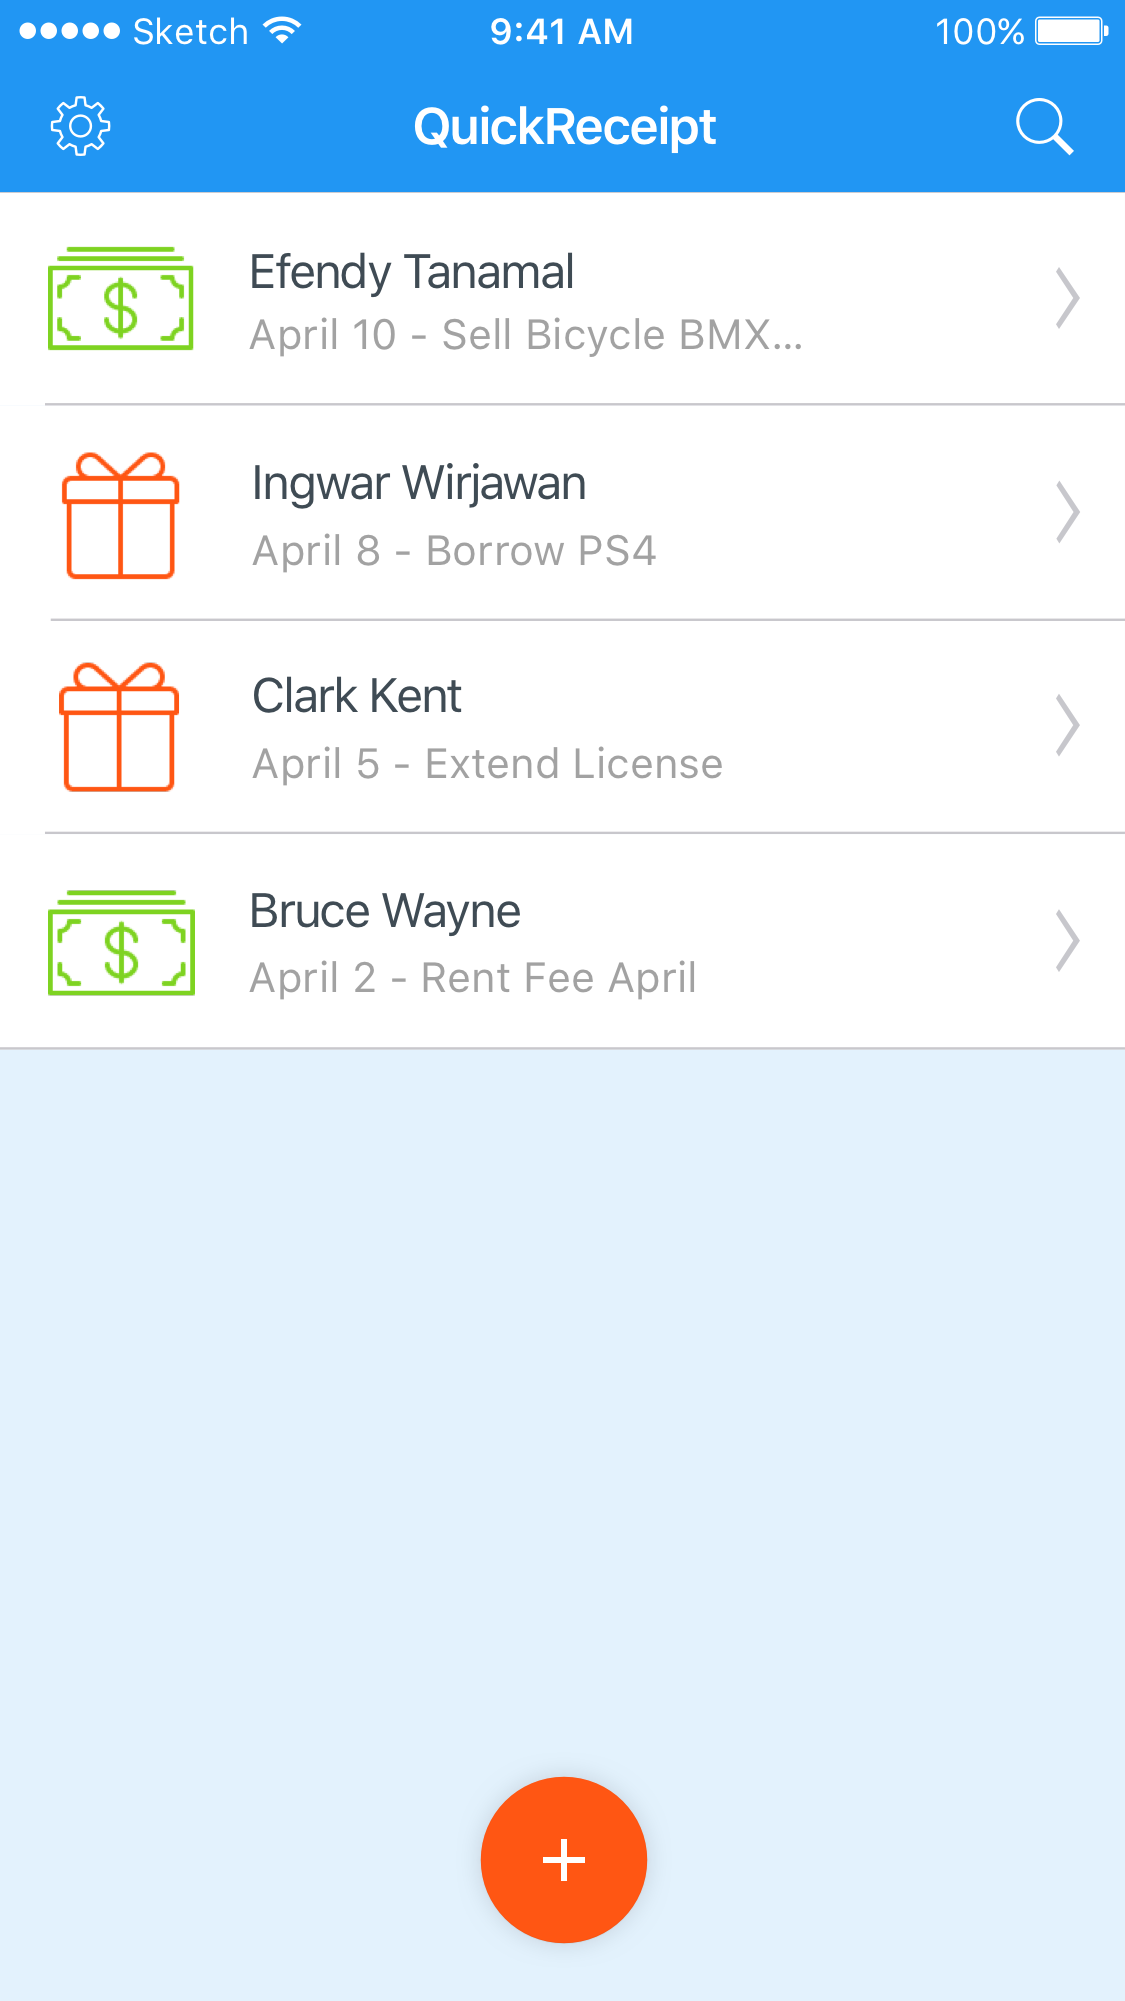 Sketch 9:41 AM 100%
QuickReceipt
Efendy Tanamal
April 10 - Sell Bicycle BMX...
Ingwar Wirjawan
April 8 - Borrow PS4
Clark Kent
April 5 - Extend License
Bruce Wayne
April 2 - Rent Fee April